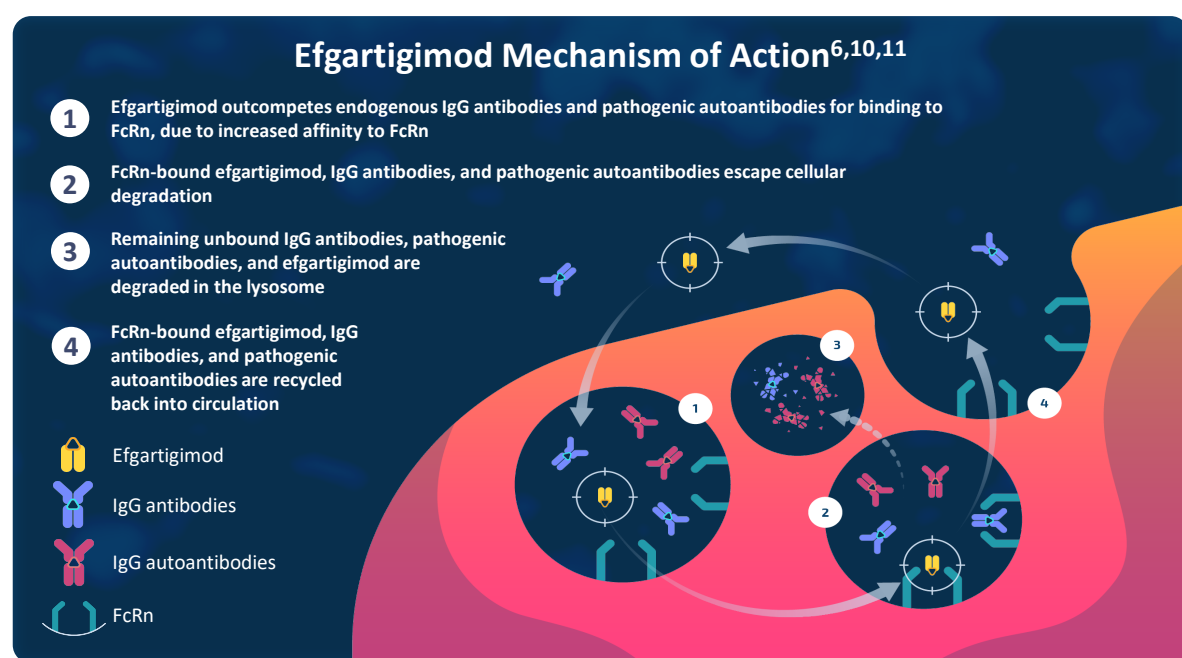 Efgartigimod Mechanism of Action6,10,11
1
Efgartigimod outcompetes endogenous IgG antibodies and pathogenic autoantibodies for binding to
FcRn, due to increased affinity to FcRn
2
FcRn-bound efgartigimod, IgG antibodies, and pathogenic autoantibodies escape cellular
degradation
3
Remaining unbound IgG antibodies, pathogenic
autoantibodies, and efgartigimod are
degraded in the lysosome
4
FcRn-bound efgartigimod, IgG
antibodies, and pathogenic
autoantibodies are recycled
back into circulation
Efgartigimod
IgG antibodies
IgG autoantibodies
FcRn
3
1
4
2